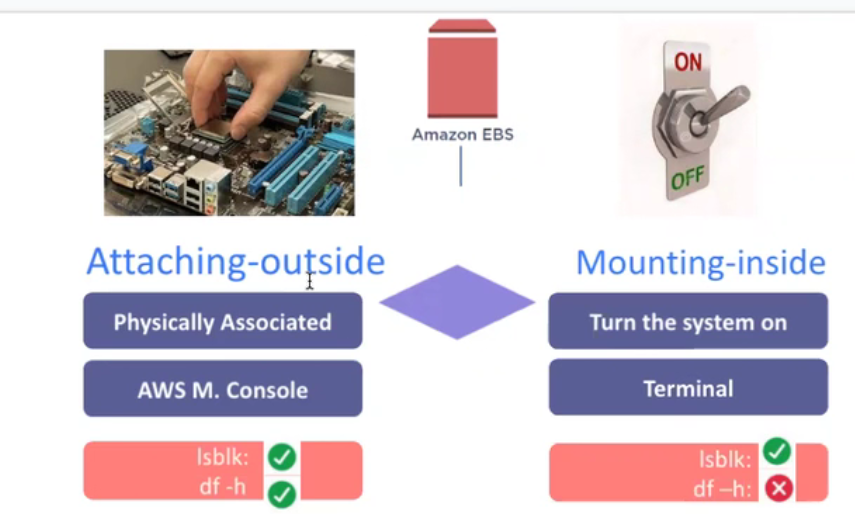 ON
Amazon EBS
OFF
Attaching-outside
Physically Associated
AWS M. Console
lsblk:
df -h
Mounting-inside
Turn the system on
Terminal
lsblk:
df –h: